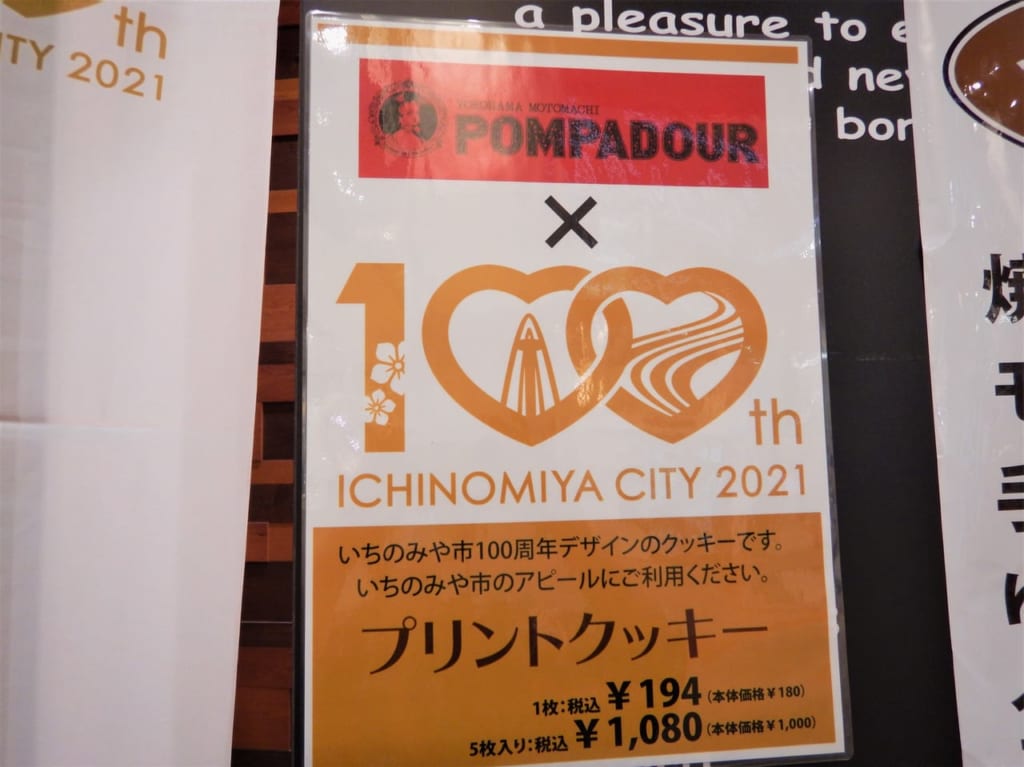 th
ITY 2021
a pleasure to
bor
YOKOHAMA MOTOMACHI
POMPADOUR
×
100th
ICHINOMIYA CITY 2021
いちのみや市100周年デザインのクッキーです。
いちのみや市のアピールにご利用ください。
プリントクッキー
1枚：税込 ¥194（本体価格¥180）
5枚入り：税込 ¥1,080（本体価格¥1,000）
焼
モ
手